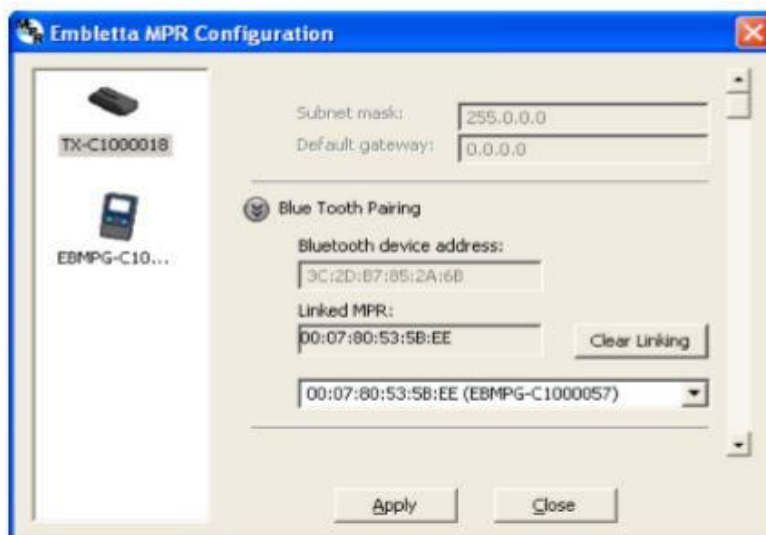 Embletta MPR Configuration
TX-C1000018
EBMPG-C10...
Subnet mask: 255.0.0.0
Default gateway: 0.0.0.0
Blue Tooth Pairing
Bluetooth device address:
3C:2D:B7:85:2A:6B
Linked MPR:
00:07:80:53:5B:EE
Clear Linking
00:07:80:53:5B:EE (EBMPG-C1000057)
Apply
Close